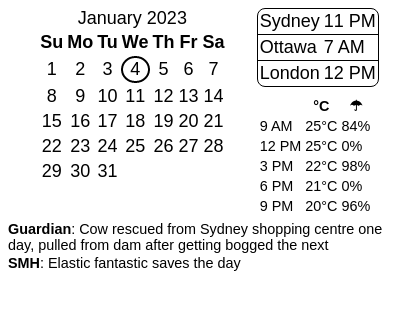 January 2023
Su Mo Tu We Th Fr Sa
1 2 3 4 5 6 7
8 9 10 11 12 13 14
15 16 17 18 19 20 21
22 23 24 25 26 27 28
29 30 31
Sydney 11 PM
Ottawa 7 AM
London 12 PM
°C ☂
9 AM 25°C 84%
12 PM 25°C 0%
3 PM 22°C 98%
6 PM 21°C 0%
9 PM 20°C 96%
Guardian: Cow rescued from Sydney shopping centre one
day, pulled from dam after getting bogged the next
SMH: Elastic fantastic saves the day